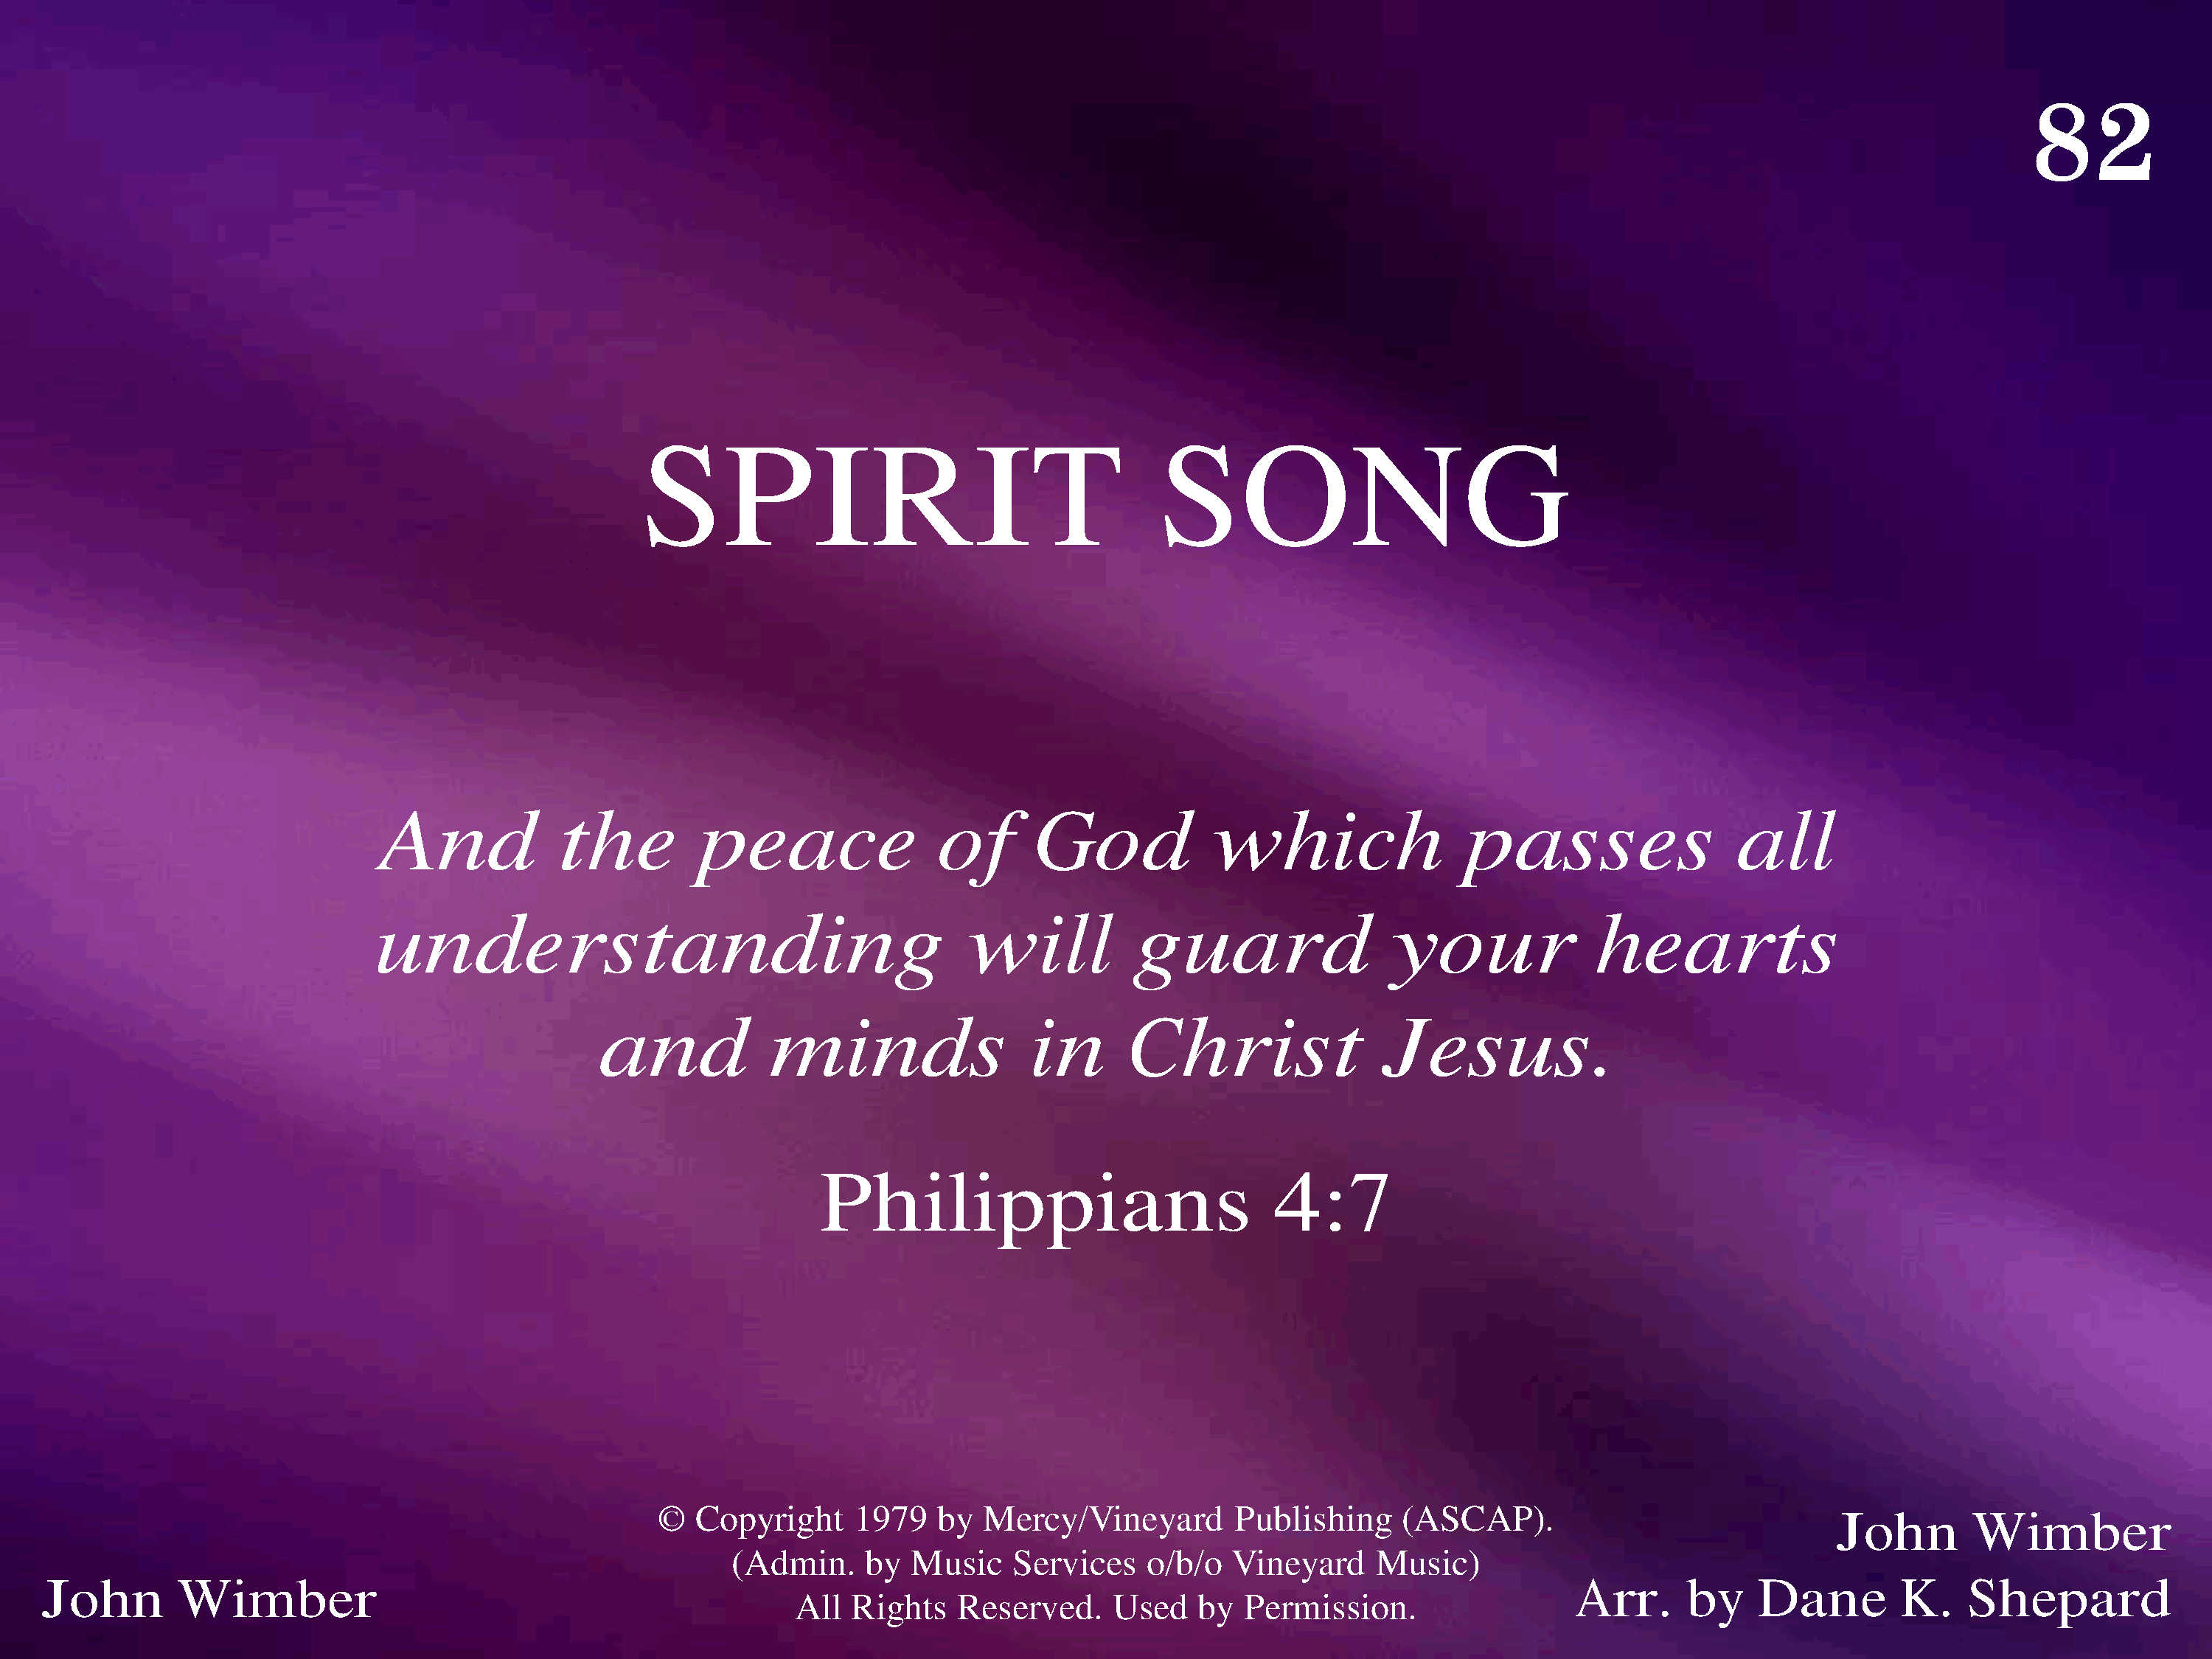 82
SPIRIT SONG
And the peace of God which passes all
understanding will guard your hearts
and minds in Christ Jesus.
Philippians 4:7
John Wimber
© Copyright 1979 by Mercy/Vineyard Publishing (ASCAP).
(Admin. by Music Services o/b/o Vineyard Music)
All Rights Reserved. Used by Permission.
John Wimber
Arr. by Dane K. Shepard